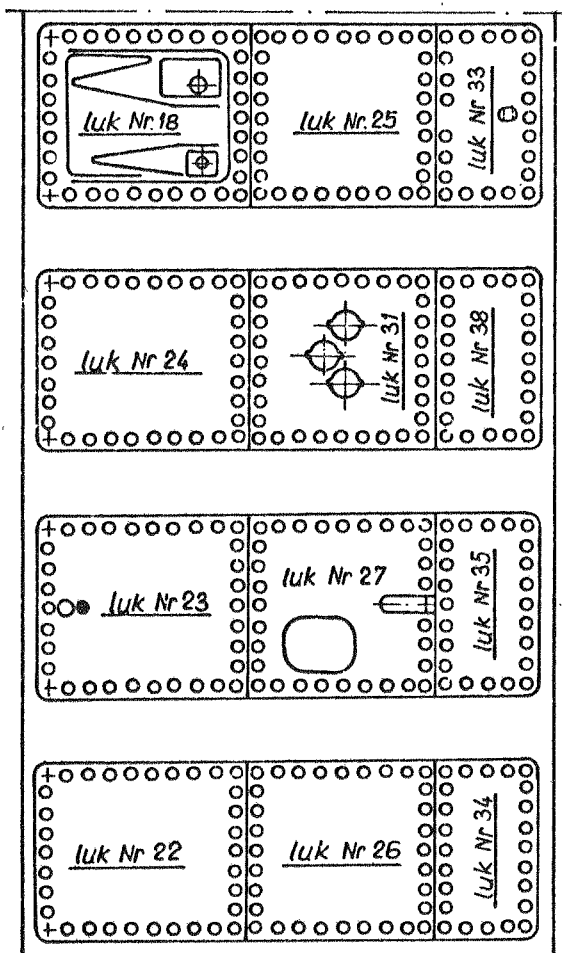 luk Nr. 18
luk Nr. 25
luk Nr 33
luk Nr 24
luk Nr 31
luk Nr 38
luk Nr 23
luk Nr 27
luk Nr 35
luk Nr 22
luk Nr 26
luk Nr 34